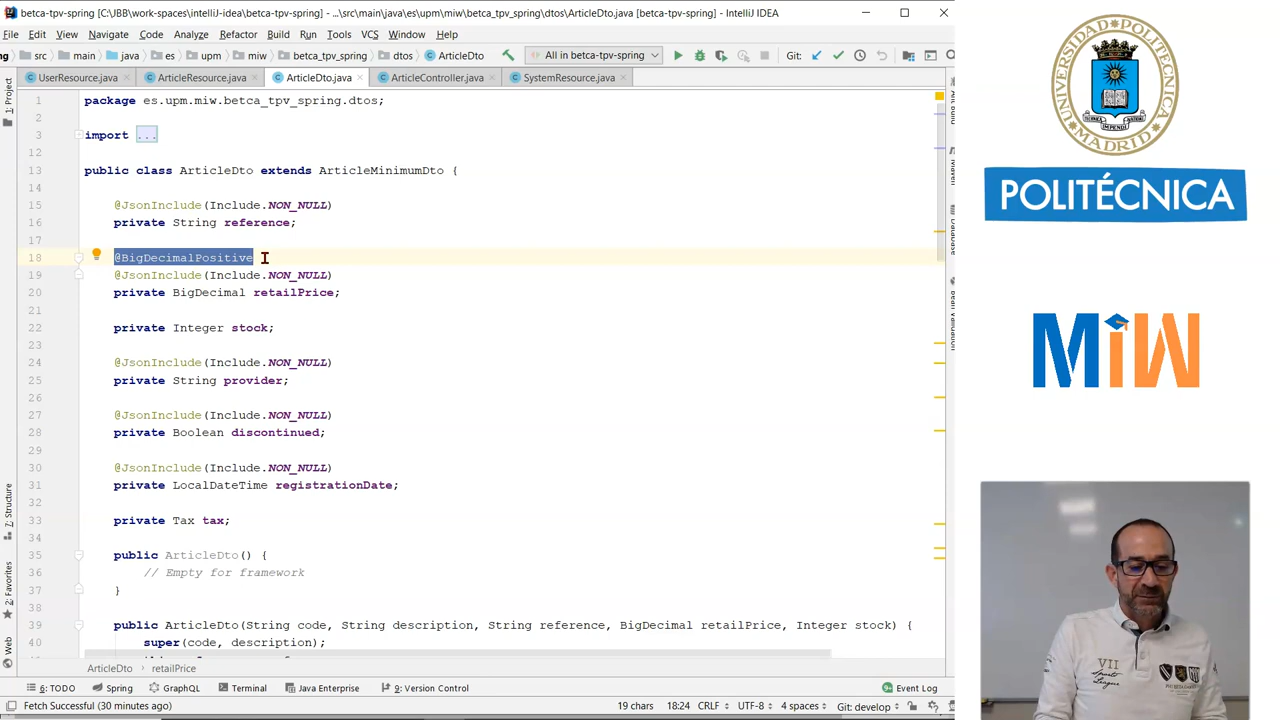 betca-tpv-spring [C:\JBB\work-spaces\intelliJ-idea\betca-tpv-spring] - ...\src\main\java\es\upm\miw\betca_tpv_spring\dtos\ArticleDto.java [betca-tpv-spring] - IntelliJ IDEA
File Edit View Navigate Code Analyze Refactor Build Run Tools VCS Window Help
ng src main java es upm miw betca_tpv_spring dtos ArticleDto All in betca-tpv-spring Git:
UserResource.java ArticleResource.java ArticleDto.java ArticleController.java SystemResource.java
1 package es.upm.miw.betca_tpv_spring.dtos;
2
3 import ...
12
13 public class ArticleDto extends ArticleMinimumDto {
14
15 @JsonInclude(Include.NON_NULL)
16 private String reference;
17
18 @BigDecimalPositive
19 @JsonInclude(Include.NON_NULL)
20 private BigDecimal retailPrice;
21
22 private Integer stock;
23
24 @JsonInclude(Include.NON_NULL)
25 private String provider;
26
27 @JsonInclude(Include.NON_NULL)
28 private Boolean discontinued;
29
30 @JsonInclude(Include.NON_NULL)
31 private LocalDateTime registrationDate;
32
33 private Tax tax;
34
35 public ArticleDto() {
36 // Empty for framework
37 }
38
39 public ArticleDto(String code, String description, String reference, BigDecimal retailPrice, Integer stock) {
40 super(code, description);
ArticleDto retailPrice
6: TODO Spring GraphQL Terminal Java Enterprise 9: Version Control Event Log
Fetch Successful (30 minutes ago) 19 chars 18:24 CRLF UTF-8 4 spaces Git: develop
1: Project
7: Structure
2: Favorites
Web
UNIVERSIDAD POLITÉCNICA MADRID
POLITÉCNICA
MiW
VII